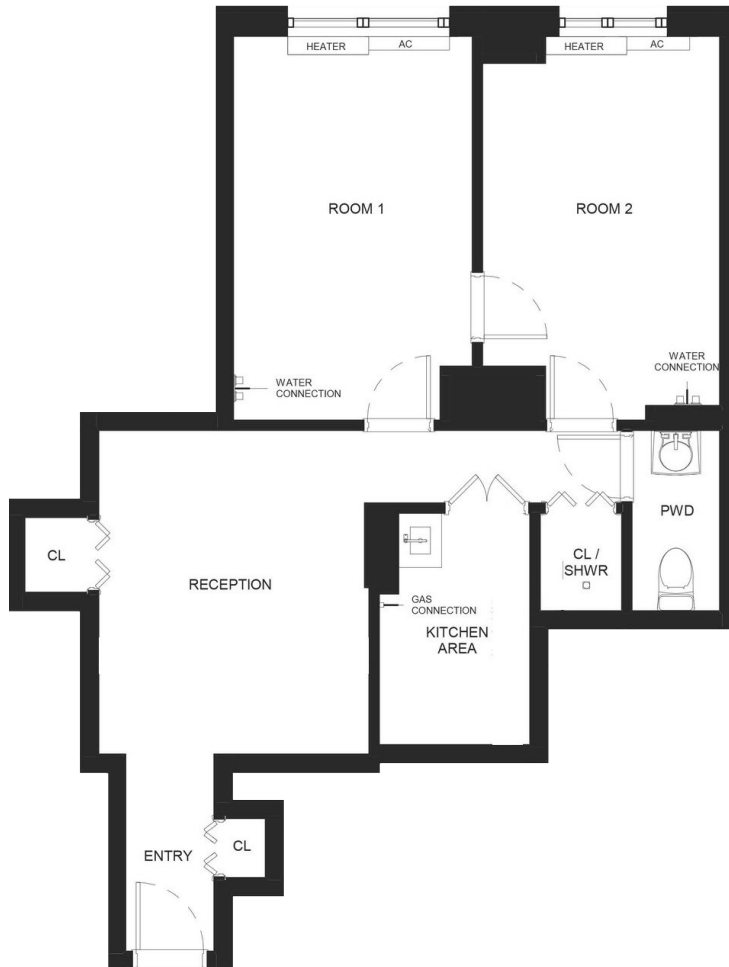 HEATER
AC
HEATER
AC
ROOM 1
ROOM 2
WATER
CONNECTION
WATER
CONNECTION
PWD
CL
CL /
SHWR
RECEPTION
GAS
CONNECTION
KITCHEN
AREA
ENTRY
CL